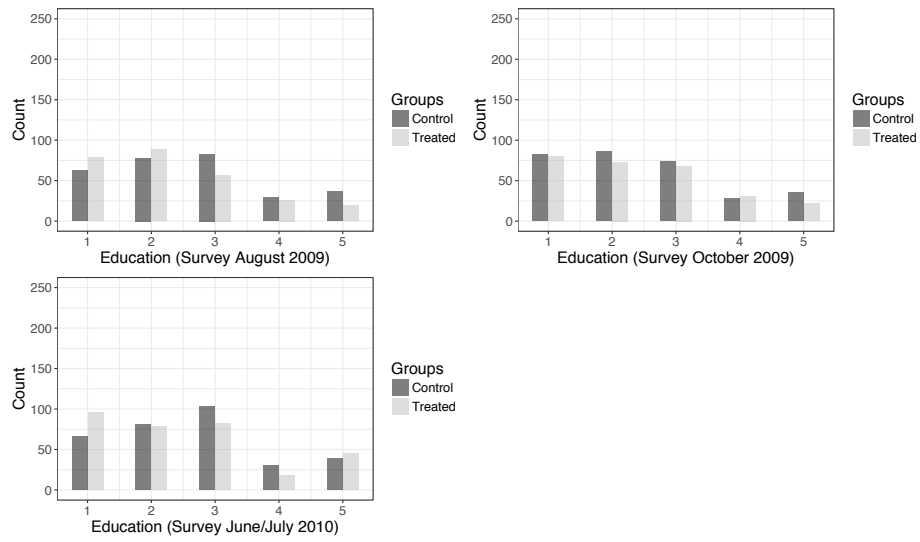 250
200
150
100
50
0
Count
1 2 3 4 5
Education (Survey August 2009)
Groups
Control
Treated
250
200
150
100
50
0
Count
1 2 3 4 5
Education (Survey October 2009)
Groups
Control
Treated
250
200
150
100
50
0
Count
1 2 3 4 5
Education (Survey June/July 2010)
Groups
Control
Treated